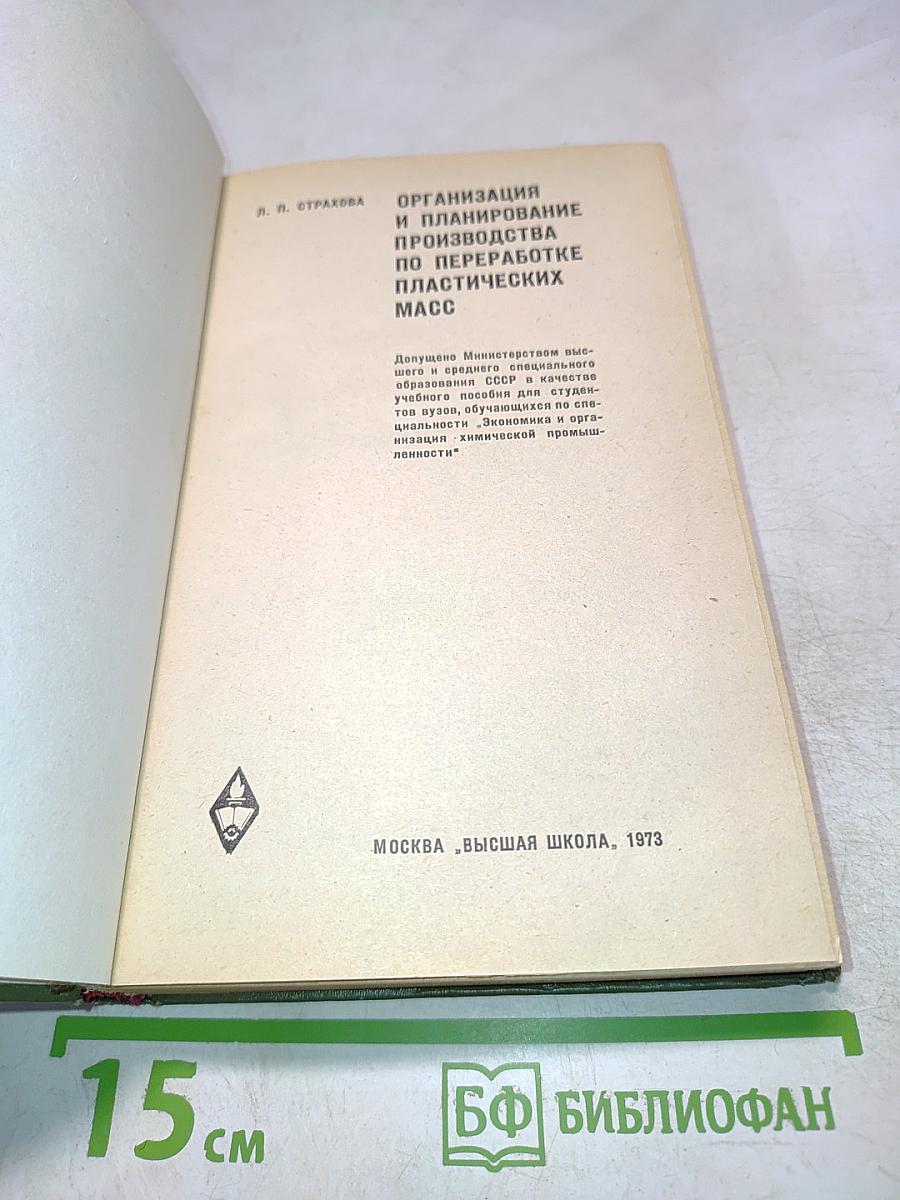 Л. П. СТРАХОВА
ОРГАНИЗАЦИЯ
И ПЛАНИРОВАНИЕ
ПРОИЗВОДСТВА
ПО ПЕРЕРАБОТКЕ
ПЛАСТИЧЕСКИХ
МАСС
Допущено Министерством выс-
шего и среднего специального
образования СССР в качестве
учебного пособия для студен-
тов вузов, обучающихся по спе-
циальности „Экономика и орга-
низация химической промыш-
ленности“
МОСКВА „ВЫСШАЯ ШКОЛА„ 1973
15 см
БФ БИБЛИОФАН